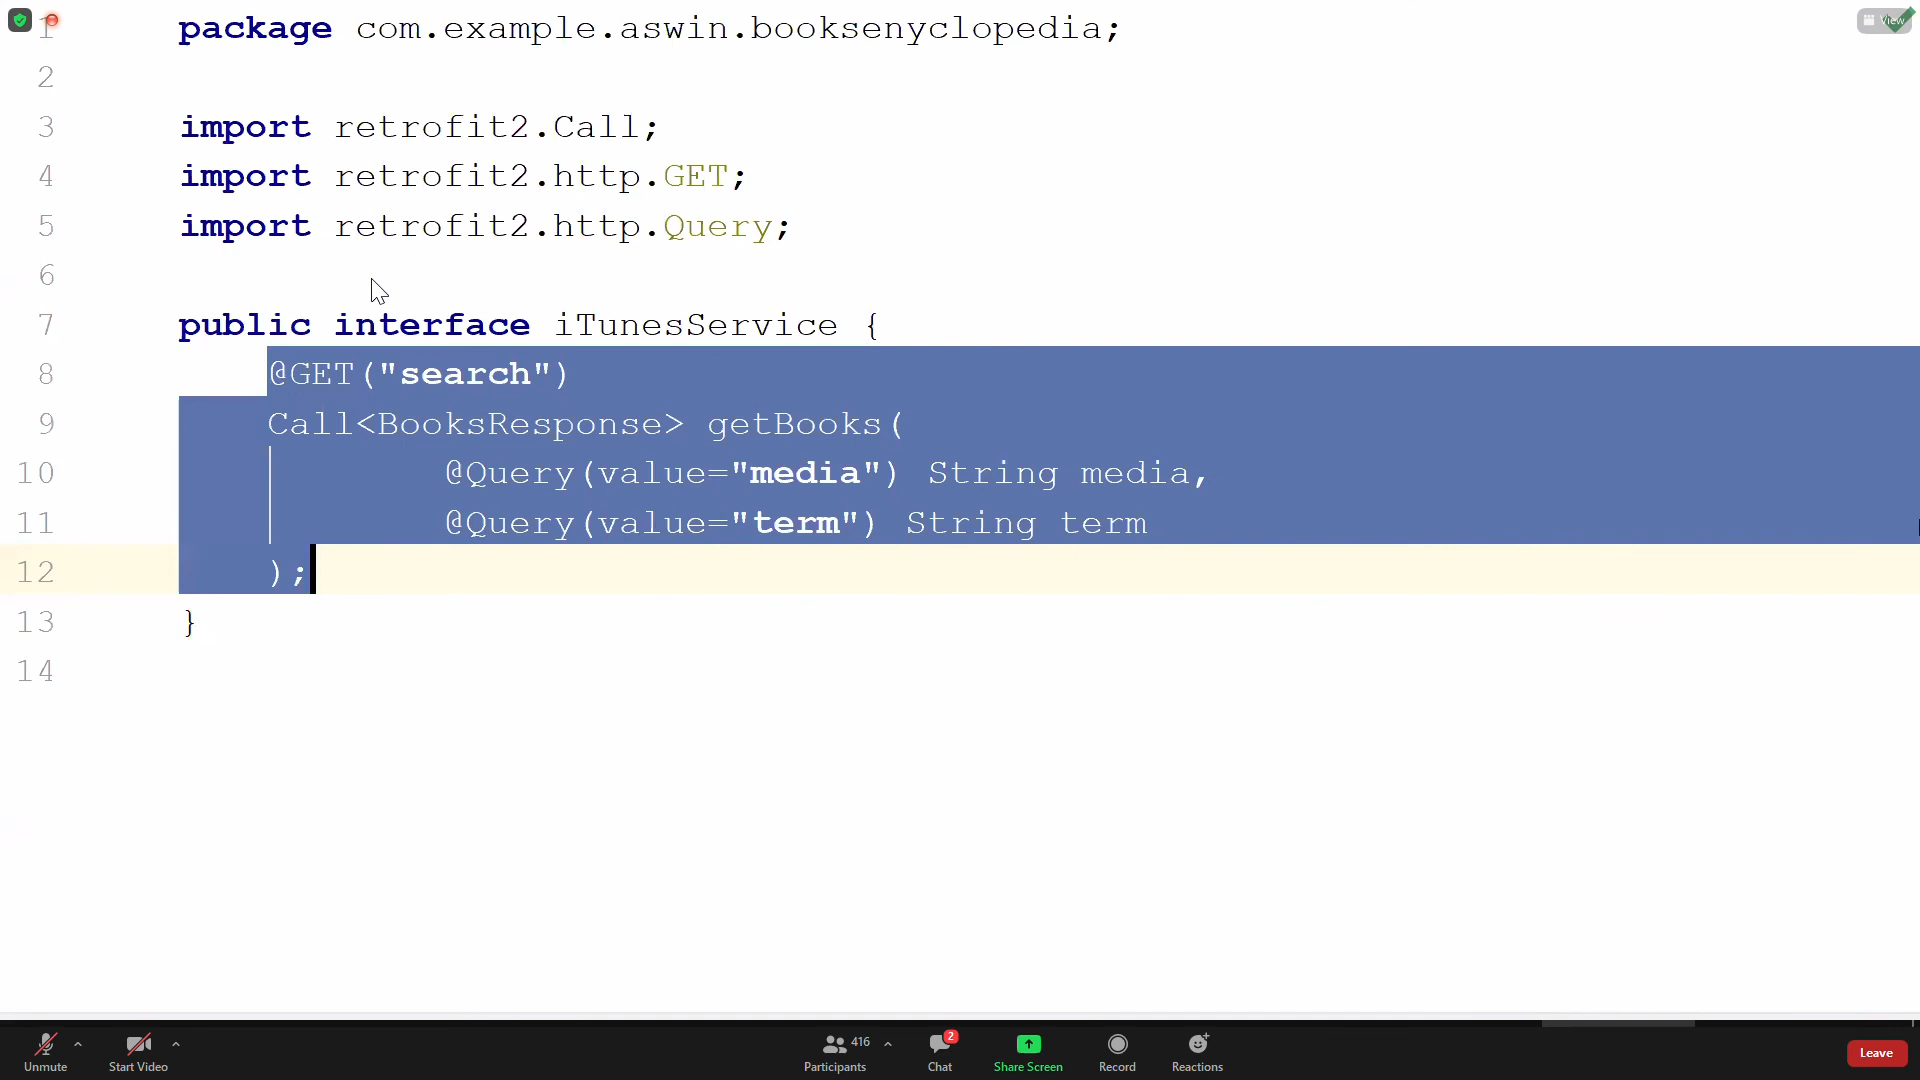 1 package com.example.aswin.booksenyclopedia;
2
3 import retrofit2.Call;
4 import retrofit2.http.GET;
5 import retrofit2.http.Query;
6
7 public interface iTunesService {
8 @GET("search")
9 Call<BooksResponse> getBooks(
10 @Query(value="media") String media,
11 @Query(value="term") String term
12 );
13 }
14
View
Unmute
Start Video
416
Participants
2
Chat
Share Screen
Record
Reactions
Leave